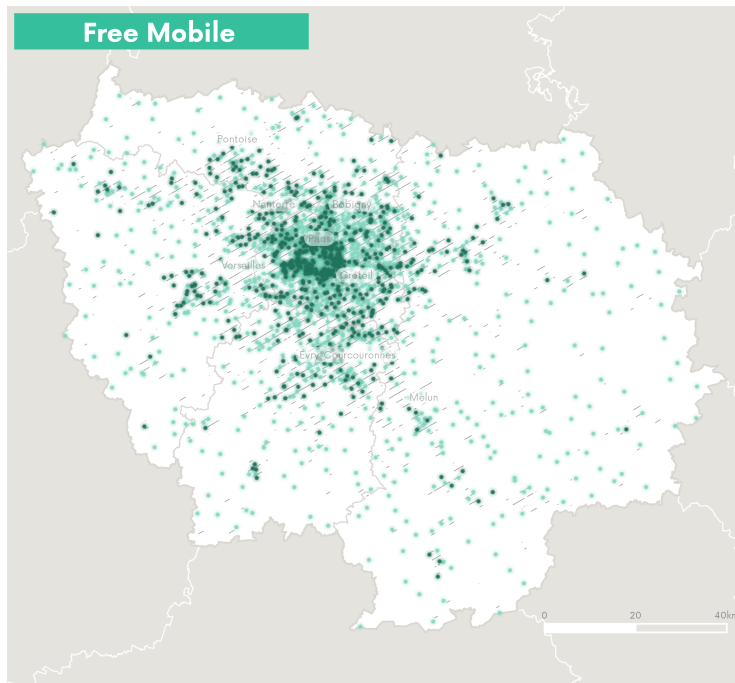 Free Mobile
Pontoise
Nanterre
Bobigny
Paris
Versailles
Créteil
Évry-Courcouronnes
Melun
0 20 40km